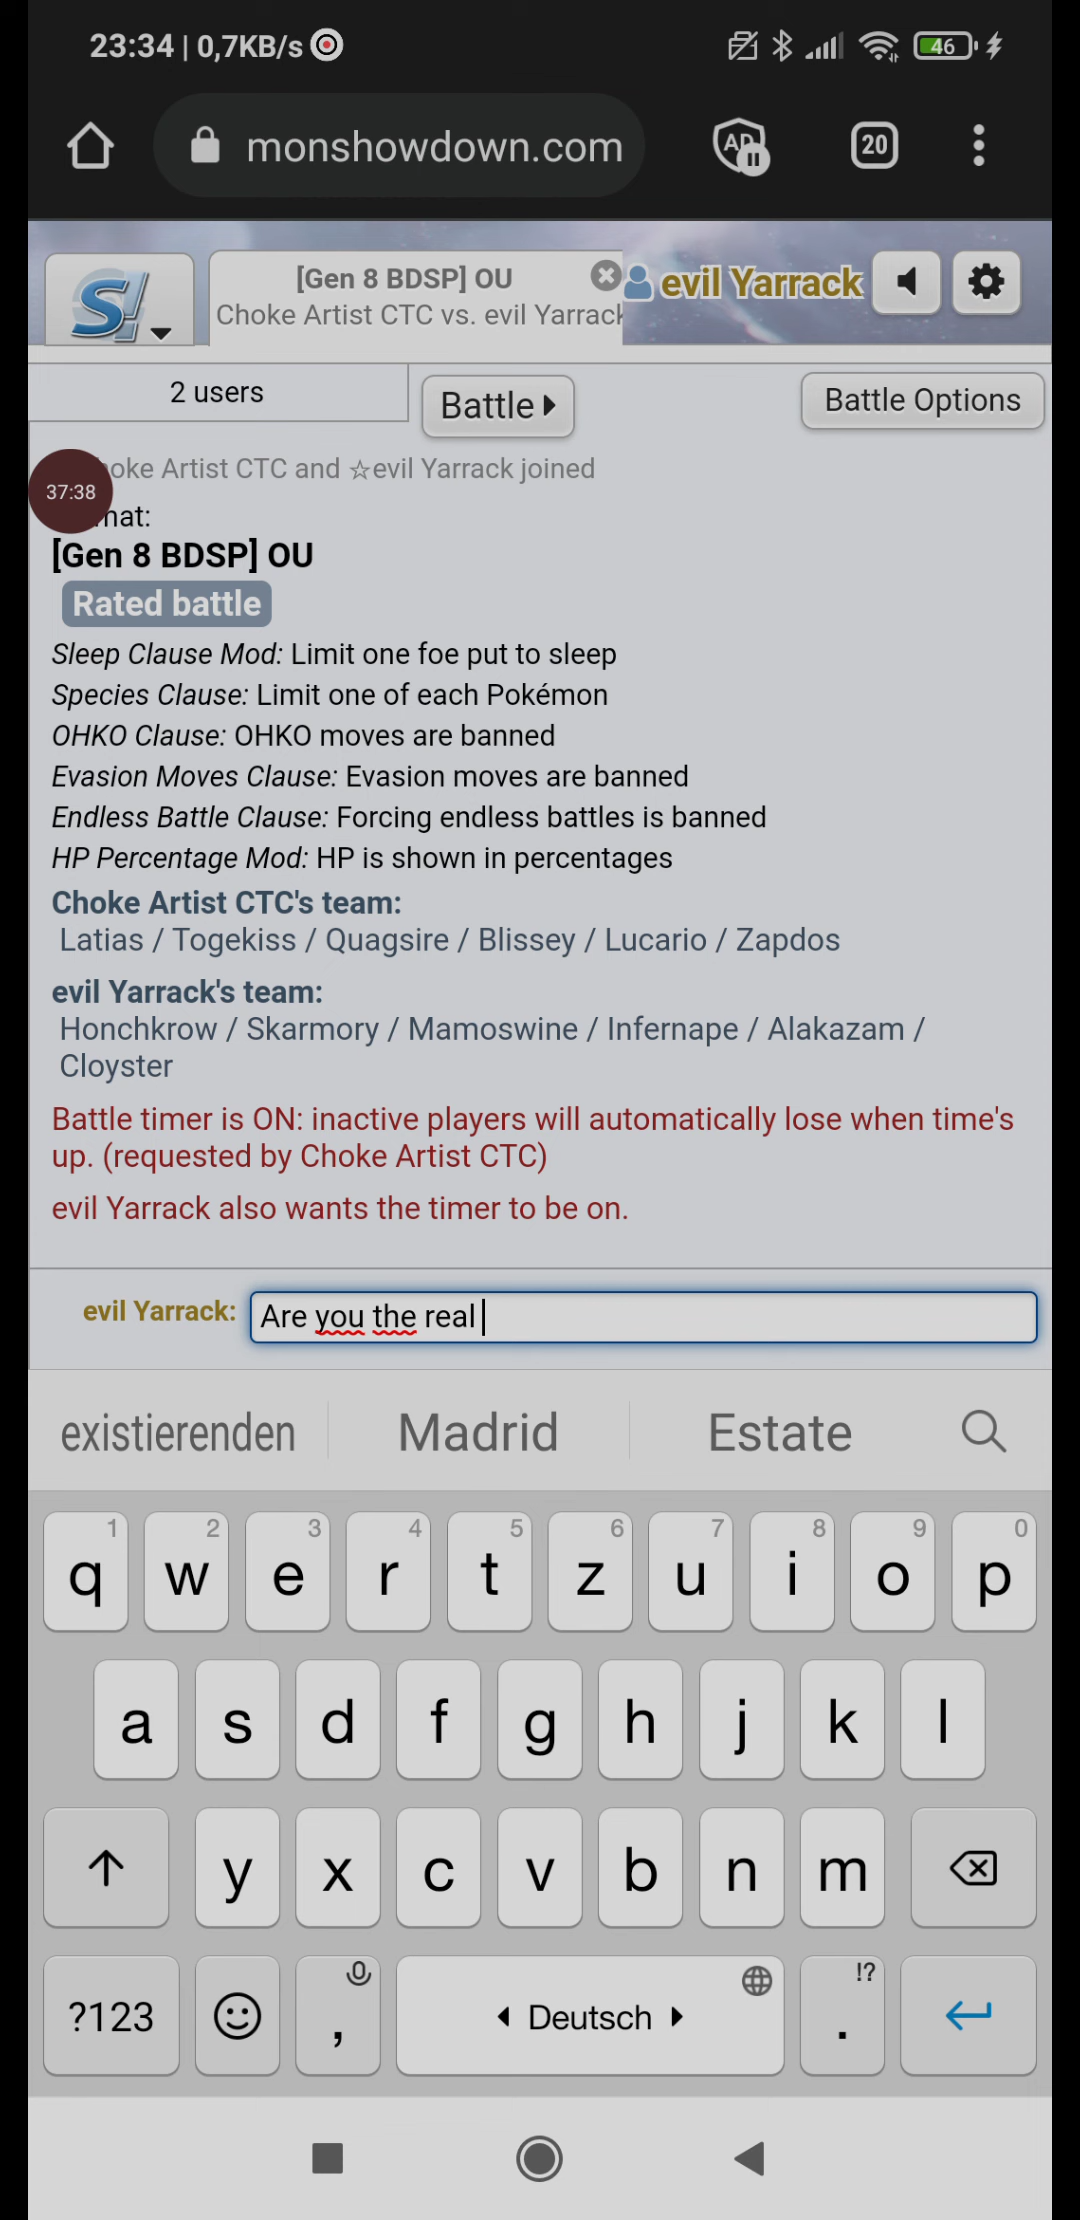 23:34 | 0,7KB/s
46
monshowdown.com
AD
20
S!
[Gen 8 BDSP] OU
Choke Artist CTC vs. evil Yarrack
evil Yarrack
2 users
Battle
Battle Options
hoke Artist CTC and ☆evil Yarrack joined
37:38
mat:
[Gen 8 BDSP] OU
Rated battle
Sleep Clause Mod: Limit one foe put to sleep
Species Clause: Limit one of each Pokémon
OHKO Clause: OHKO moves are banned
Evasion Moves Clause: Evasion moves are banned
Endless Battle Clause: Forcing endless battles is banned
HP Percentage Mod: HP is shown in percentages
Choke Artist CTC's team:
Latias / Togekiss / Quagsire / Blissey / Lucario / Zapdos
evil Yarrack's team:
Honchkrow / Skarmory / Mamoswine / Infernape / Alakazam /
Cloyster
Battle timer is ON: inactive players will automatically lose when time's
up. (requested by Choke Artist CTC)
evil Yarrack also wants the timer to be on.
evil Yarrack: Are you the real
existierenden Madrid Estate
1 2 3 4 5 6 7 8 9 0
q w e r t z u i o p
a s d f g h j k l
y x c v b n m
?123 , Deutsch . !?